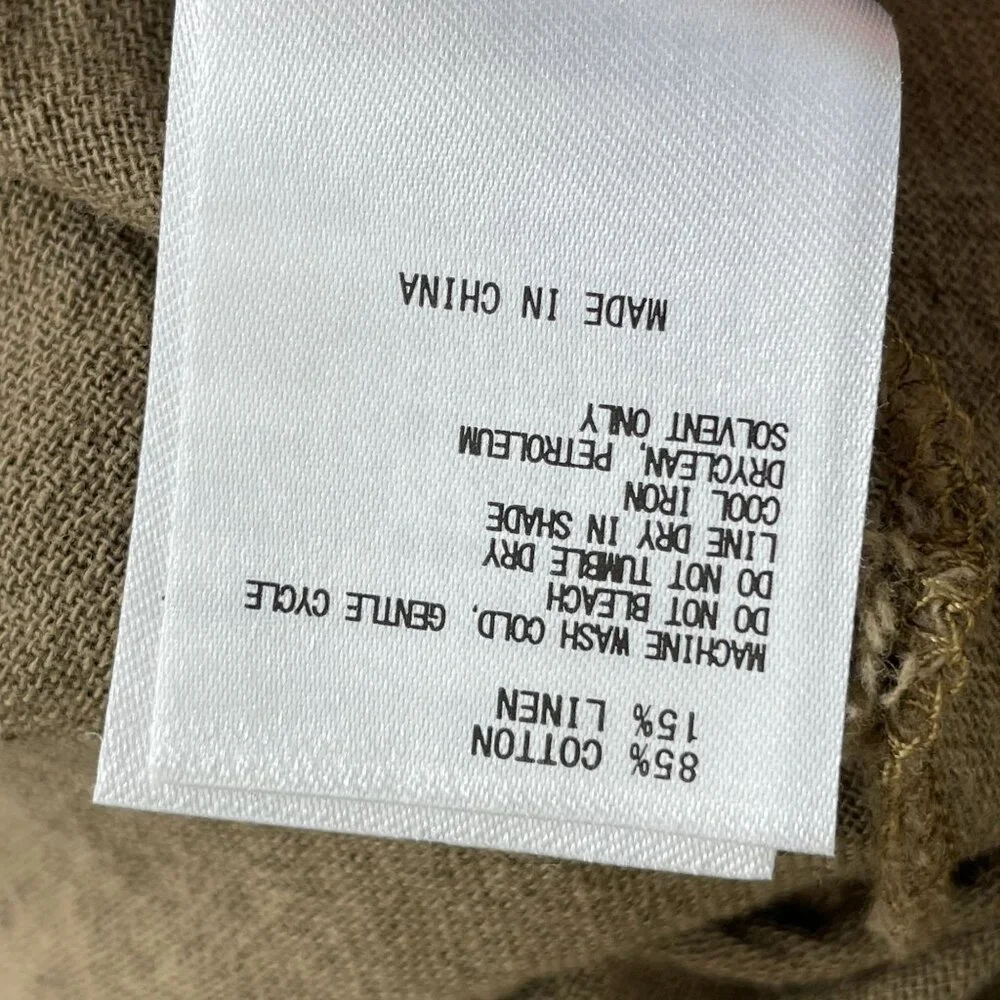 85% COTTON
15% LINEN
MACHINE WASH COLD, GENTLE CYCLE
DO NOT BLEACH
DO NOT TUMBLE DRY
LINE DRY IN SHADE
COOL IRON
DRYCLEAN, PETROLEUM
SOLVENT ONLY
MADE IN CHINA